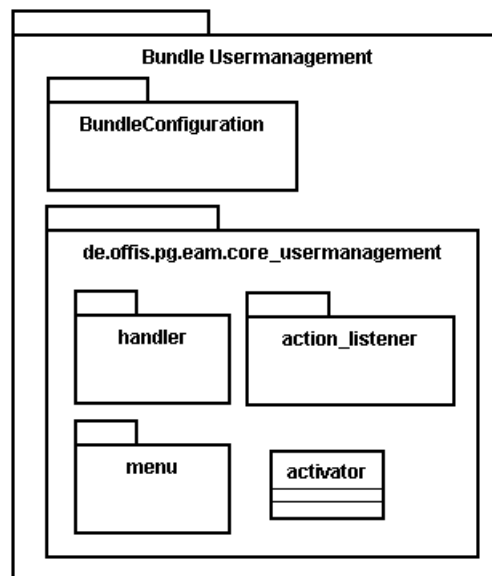 Bundle Usermanagement
BundleConfiguration
de.offis.pg.eam.core_usermanagement
handler
action_listener
menu
activator